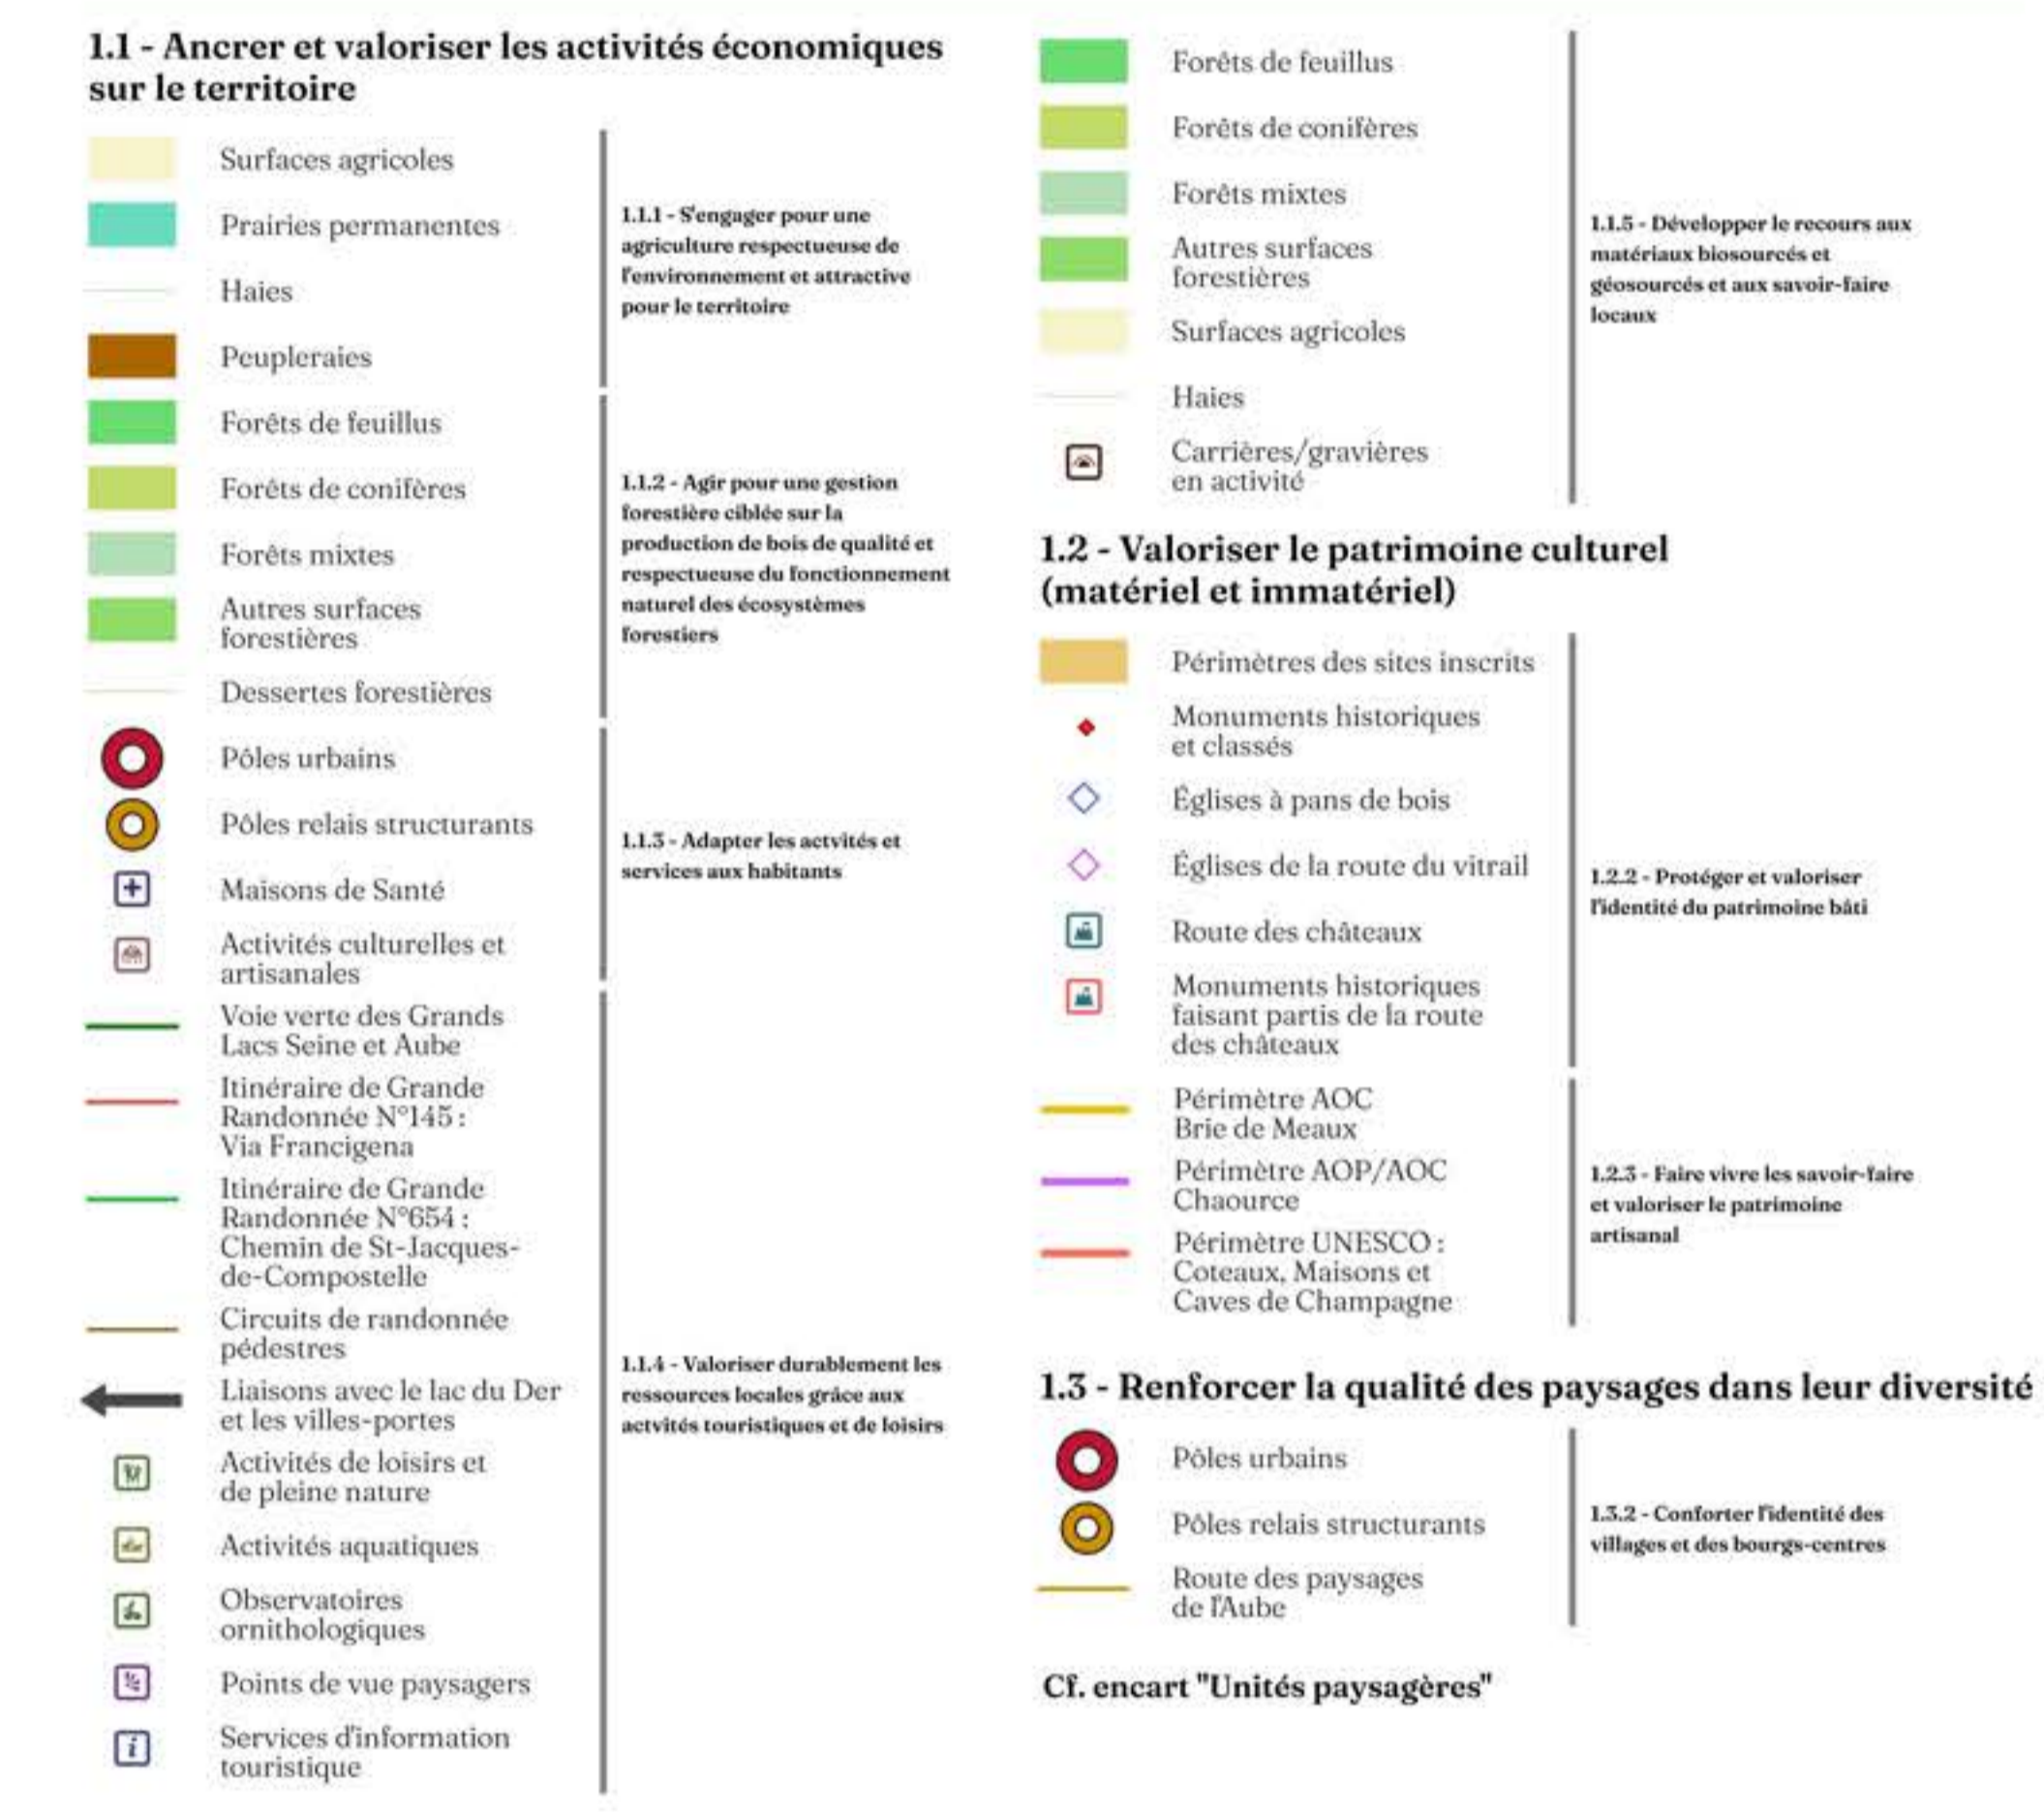 1.1 - Ancrer et valoriser les activités économiques
sur le territoire
Surfaces agricoles
Prairies permanentes
Haies
Peupleraies
1.1.1 - S'engager pour une
agriculture respectueuse de
l'environnement et attractive
pour le territoire
Forêts de feuillus
Forêts de conifères
Forêts mixtes
Autres surfaces
forestières
Dessertes forestières
1.1.2 - Agir pour une gestion
forestière ciblée sur la
production de bois de qualité et
respectueuse du fonctionnement
naturel des écosystèmes
forestiers
Pôles urbains
Pôles relais structurants
Maisons de Santé
Activités culturelles et
artisanales
1.1.3 - Adapter les actvités et
services aux habitants
Voie verte des Grands
Lacs Seine et Aube
Itinéraire de Grande
Randonnée N°145 :
Via Francigena
Itinéraire de Grande
Randonnée N°654 :
Chemin de St-Jacques-
de-Compostelle
Circuits de randonnée
pédestres
Liaisons avec le lac du Der
et les villes-portes
Activités de loisirs et
de pleine nature
Activités aquatiques
Observatoires
ornithologiques
Points de vue paysagers
i
Services d'information
touristique
1.1.4 - Valoriser durablement les
ressources locales grâce aux
actvités touristiques et de loisirs
Forêts de feuillus
Forêts de conifères
Forêts mixtes
Autres surfaces
forestières
Surfaces agricoles
Haies
Carrières/gravières
en activité
1.1.5 - Développer le recours aux
matériaux biosourcés et
géosourcés et aux savoir-faire
locaux
1.2 - Valoriser le patrimoine culturel
(matériel et immatériel)
Périmètres des sites inscrits
Monuments historiques
et classés
Églises à pans de bois
Églises de la route du vitrail
Route des châteaux
Monuments historiques
faisant partis de la route
des châteaux
1.2.2 - Protéger et valoriser
l'identité du patrimoine bâti
Périmètre AOC
Brie de Meaux
Périmètre AOP/AOC
Chaource
Périmètre UNESCO :
Coteaux, Maisons et
Caves de Champagne
1.2.3 - Faire vivre les savoir-faire
et valoriser le patrimoine
artisanal
1.3 - Renforcer la qualité des paysages dans leur diversité
Pôles urbains
Pôles relais structurants
Route des paysages
de l'Aube
1.3.2 - Conforter l'identité des
villages et des bourgs-centres
Cf. encart "Unités paysagères"